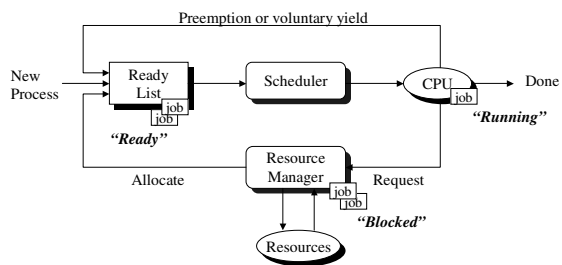 Preemption or voluntary yield
New
Process
Ready
List
job
job
"Ready"
Scheduler
CPU
job
"Running"
Done
Allocate
Resource
Manager
job
job
Request
"Blocked"
Resources